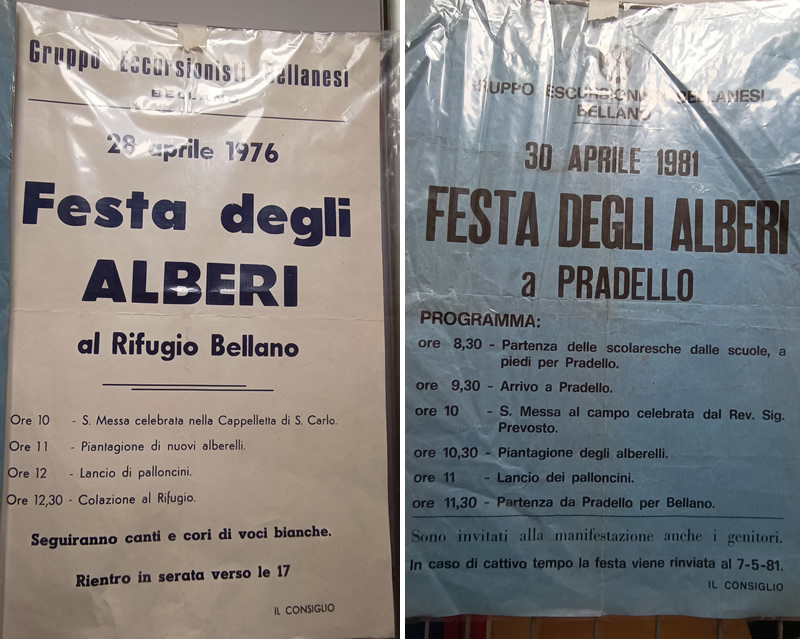 Gruppo Escursionisti Bellanesi
BELLANO
28 aprile 1976
Festa degli
ALBERI
al Rifugio Bellano
Ore 10 - S. Messa celebrata nella Cappelletta di S. Carlo.
Ore 11 - Piantagione di nuovi alberelli.
Ore 12 - Lancio di palloncini.
Ore 12,30 - Colazione al Rifugio.
Seguiranno canti e cori di voci bianche.
Rientro in serata verso le 17
IL CONSIGLIO
GRUPPO ESCURSIONISTI BELLANESI
BELLANO
30 APRILE 1981
FESTA DEGLI ALBERI
a PRADELLO
PROGRAMMA:
ore 8,30 - Partenza delle scolaresche dalle scuole, a
piedi per Pradello.
ore 9,30 - Arrivo a Pradello.
ore 10 - S. Messa al campo celebrata dal Rev. Sig.
Prevosto.
ore 10,30 - Piantagione degli alberelli.
ore 11 - Lancio dei palloncini.
ore 11,30 - Partenza da Pradello per Bellano.
Sono invitati alla manifestazione anche i genitori.
In caso di cattivo tempo la festa viene rinviata al 7-5-81.
IL CONSIGLIO